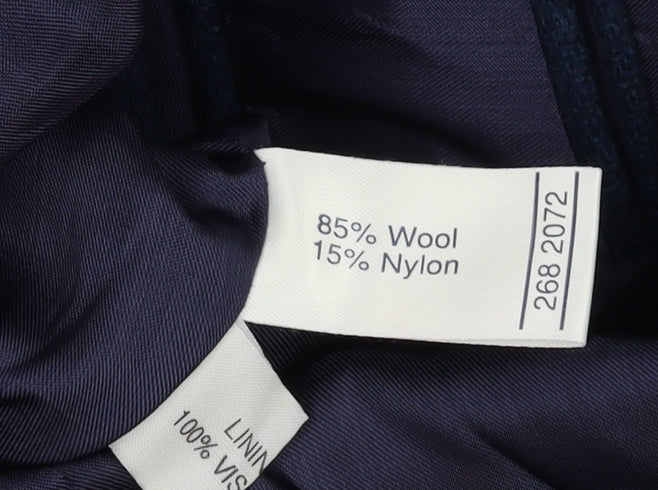 85% Wool
15% Nylon
268 2072
LININ
100% VIS